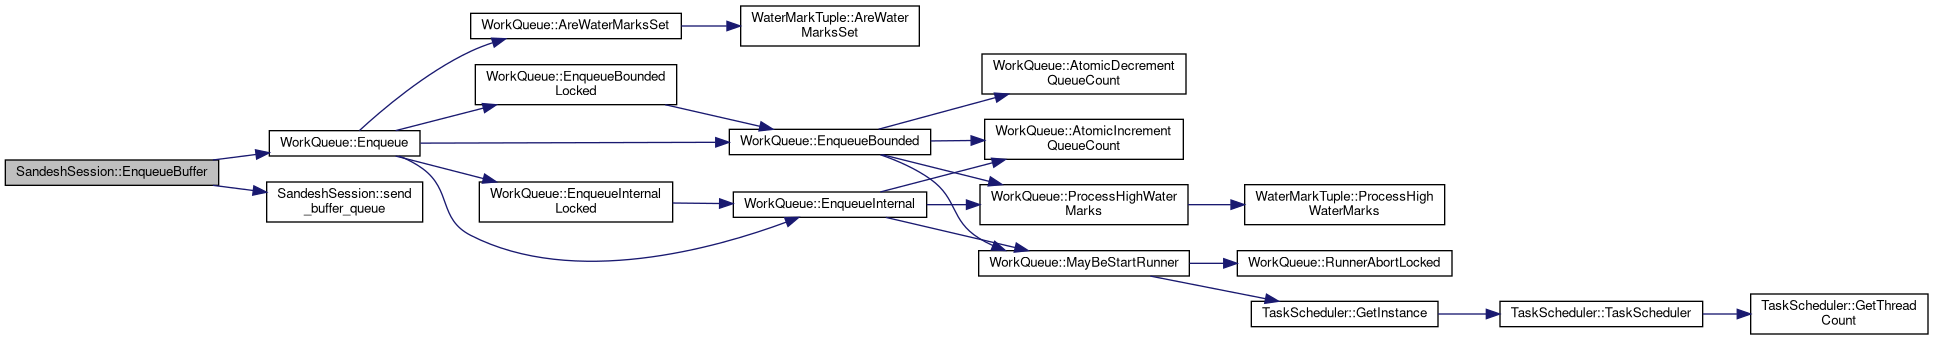 SandeshSession::EnqueueBuffer
WorkQueue::Enqueue
SandeshSession::send
_buffer_queue
WorkQueue::AreWaterMarksSet
WorkQueue::EnqueueBounded
Locked
WorkQueue::EnqueueInternal
Locked
WaterMarkTuple::AreWater
MarksSet
WorkQueue::EnqueueBounded
WorkQueue::EnqueueInternal
WorkQueue::AtomicDecrement
QueueCount
WorkQueue::AtomicIncrement
QueueCount
WorkQueue::ProcessHighWater
Marks
WorkQueue::MayBeStartRunner
WaterMarkTuple::ProcessHigh
WaterMarks
WorkQueue::RunnerAbortLocked
TaskScheduler::GetInstance
TaskScheduler::TaskScheduler
TaskScheduler::GetThread
Count